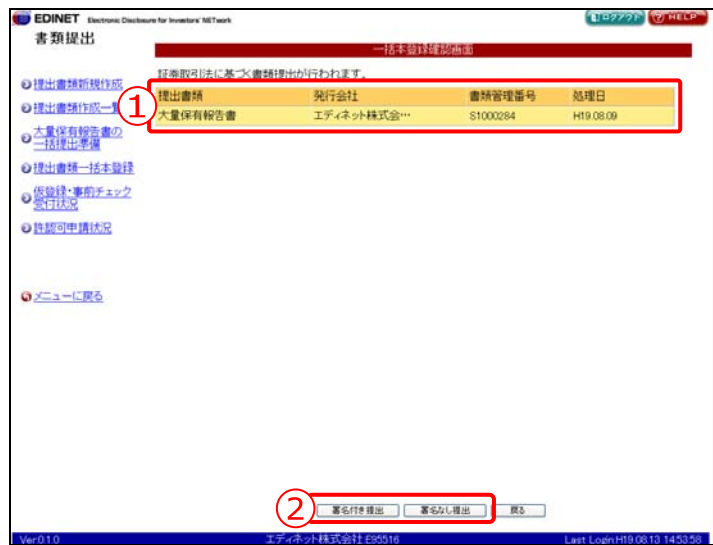 EDINET Electronic Disclosure for Investors' NETwork
ログアウト
HELP
書類提出
一括本登録確認画面
証券取引法に基づく書類提出が行われます。
提出書類 発行会社 書類管理番号 処理日
大量保有報告書 エディネット株式会… S1000284 H19.08.09
①
提出書類新規作成
提出書類作成一覧
大量保有報告書の
一括提出準備
提出書類一括本登録
仮登録・事前チェック
受付状況
許認可申請状況
メニューに戻る
②
署名付き提出 署名なし提出 戻る
Ver.0.1.0 エディネット株式会社:E95516 Last Login:H19.08.13 14:53:58